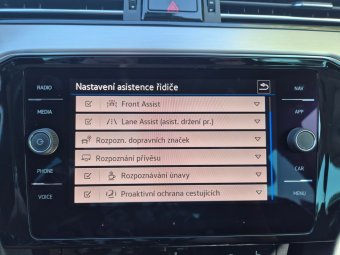 Nastavení asistence řidiče
RADIO
NAV
Front Assist
MEDIA
APP
Lane Assist (asist. držení pr.)
Rozpozn. dopravních značek
Rozpoznání přívěsu
PHONE
CAR
Rozpoznávání únavy
VOICE
MENU
Proaktivní ochrana cestujících